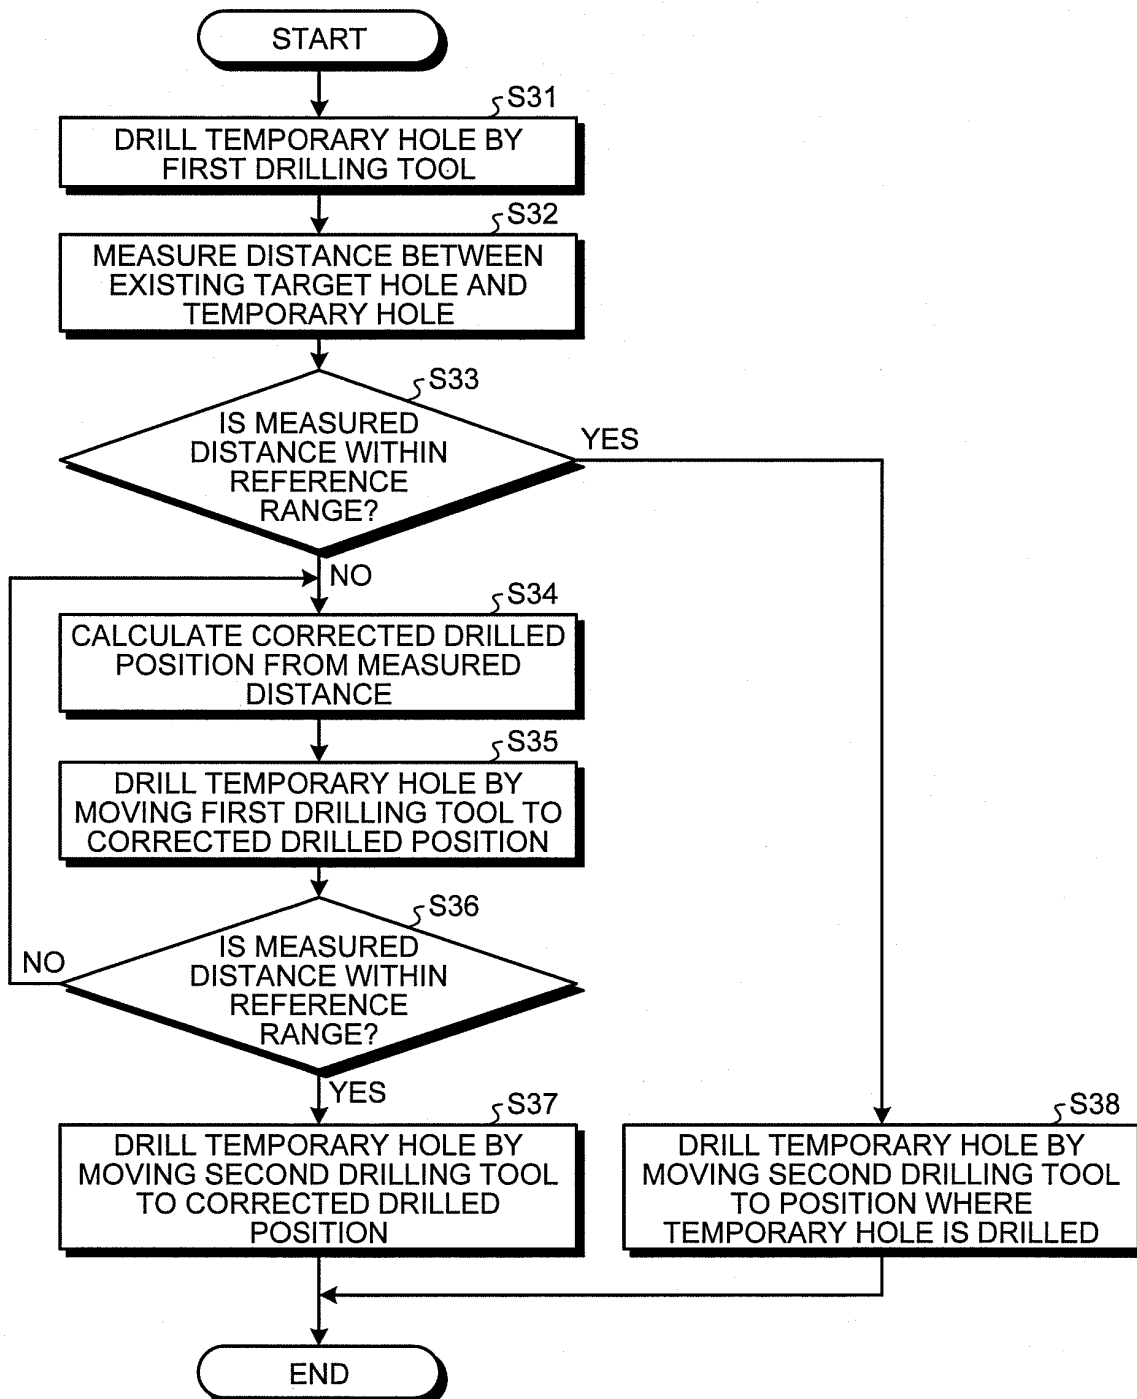 START
S31
DRILL TEMPORARY HOLE BY
FIRST DRILLING TOOL
S32
MEASURE DISTANCE BETWEEN
EXISTING TARGET HOLE AND
TEMPORARY HOLE
S33
IS MEASURED
DISTANCE WITHIN
REFERENCE
RANGE?
YES
NO
S34
CALCULATE CORRECTED DRILLED
POSITION FROM MEASURED
DISTANCE
S35
DRILL TEMPORARY HOLE BY
MOVING FIRST DRILLING TOOL TO
CORRECTED DRILLED POSITION
S36
IS MEASURED
DISTANCE WITHIN
REFERENCE
RANGE?
NO
YES
S37
DRILL TEMPORARY HOLE BY
MOVING SECOND DRILLING TOOL
TO CORRECTED DRILLED
POSITION
S38
DRILL TEMPORARY HOLE BY
MOVING SECOND DRILLING TOOL
TO POSITION WHERE
TEMPORARY HOLE IS DRILLED
END